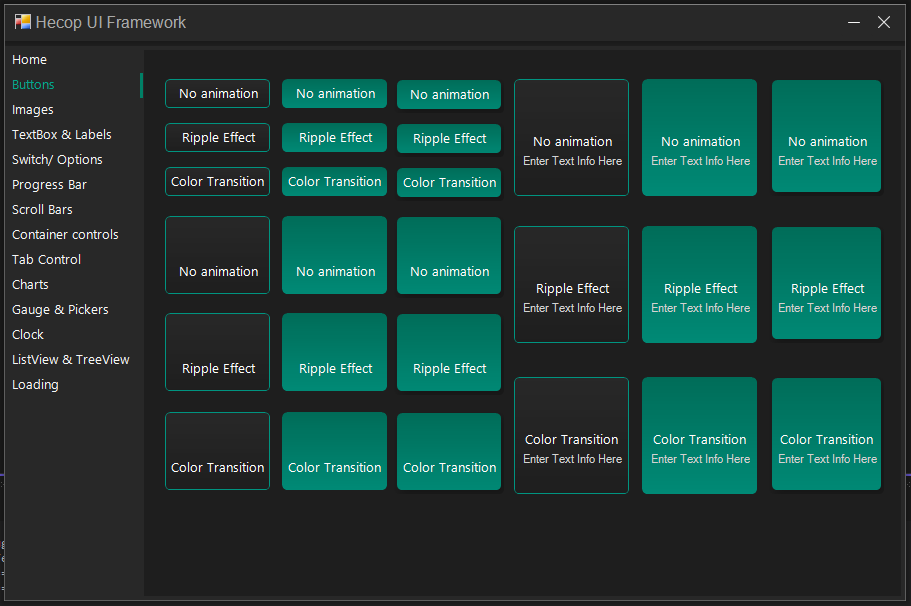 Hecop UI Framework
Home
Buttons
Images
TextBox & Labels
Switch/ Options
Progress Bar
Scroll Bars
Container controls
Tab Control
Charts
Gauge & Pickers
Clock
ListView & TreeView
Loading
No animation No animation No animation
Ripple Effect Ripple Effect Ripple Effect
Color Transition Color Transition Color Transition
No animation No animation No animation
Ripple Effect Ripple Effect Ripple Effect
Color Transition Color Transition Color Transition
No animation No animation No animation
Enter Text Info Here Enter Text Info Here Enter Text Info Here
Ripple Effect Ripple Effect Ripple Effect
Enter Text Info Here Enter Text Info Here Enter Text Info Here
Color Transition Color Transition Color Transition
Enter Text Info Here Enter Text Info Here Enter Text Info Here